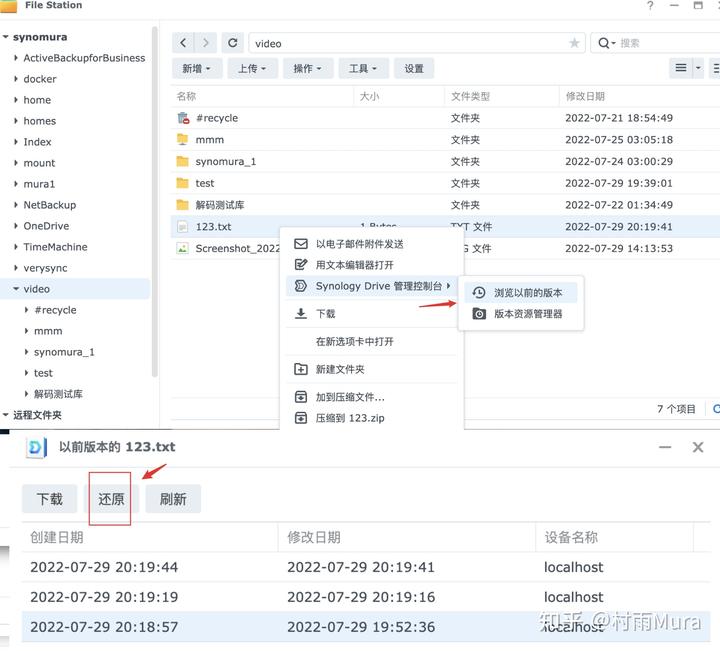 File Station
synomura
ActiveBackupforBusiness
docker
home
homes
Index
mount
mura1
NetBackup
OneDrive
TimeMachine
verysync
video
#recycle
mmm
synomura_1
test
解码测试库
远程文件夹
video
搜索
新增 上传 操作 工具 设置
名称 大小 文件类型 修改日期
#recycle 文件夹 2022-07-21 18:54:49
mmm 文件夹 2022-07-25 03:05:18
synomura_1 文件夹 2022-07-24 03:00:29
test 文件夹 2022-07-29 19:39:01
解码测试库 文件夹 2022-07-22 01:34:49
123.txt 1 Bytes TXT 文件 2022-07-29 20:19:41
Screenshot_2022 G 文件 2022-07-29 14:13:53
以电子邮件附件发送
用文本编辑器打开
Synology Drive 管理控制台
下载
在新选项卡中打开
新建文件夹
加到压缩文件...
压缩到 123.zip
浏览以前的版本
版本资源管理器
7 个项目
以前版本的 123.txt
下载 还原 刷新
创建日期 修改日期 设备名称
2022-07-29 20:19:44 2022-07-29 20:19:41 localhost
2022-07-29 20:19:19 2022-07-29 20:19:16 localhost
2022-07-29 20:18:57 2022-07-29 19:52:36 localhost
知乎 @村雨Mura